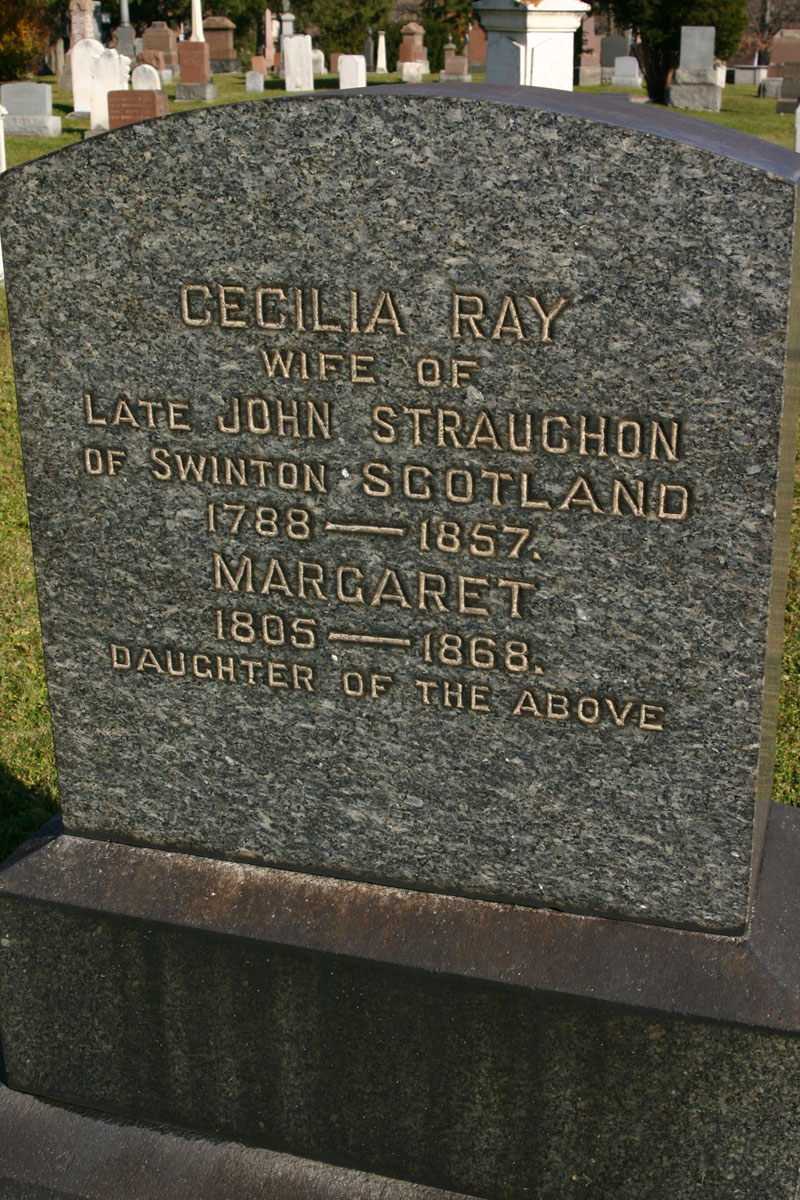 CECILIA RAY
WIFE OF
LATE JOHN STRAUCHON
OF SWINTON SCOTLAND
1788 — 1857.
MARGARET
1805 — 1868.
DAUGHTER OF THE ABOVE